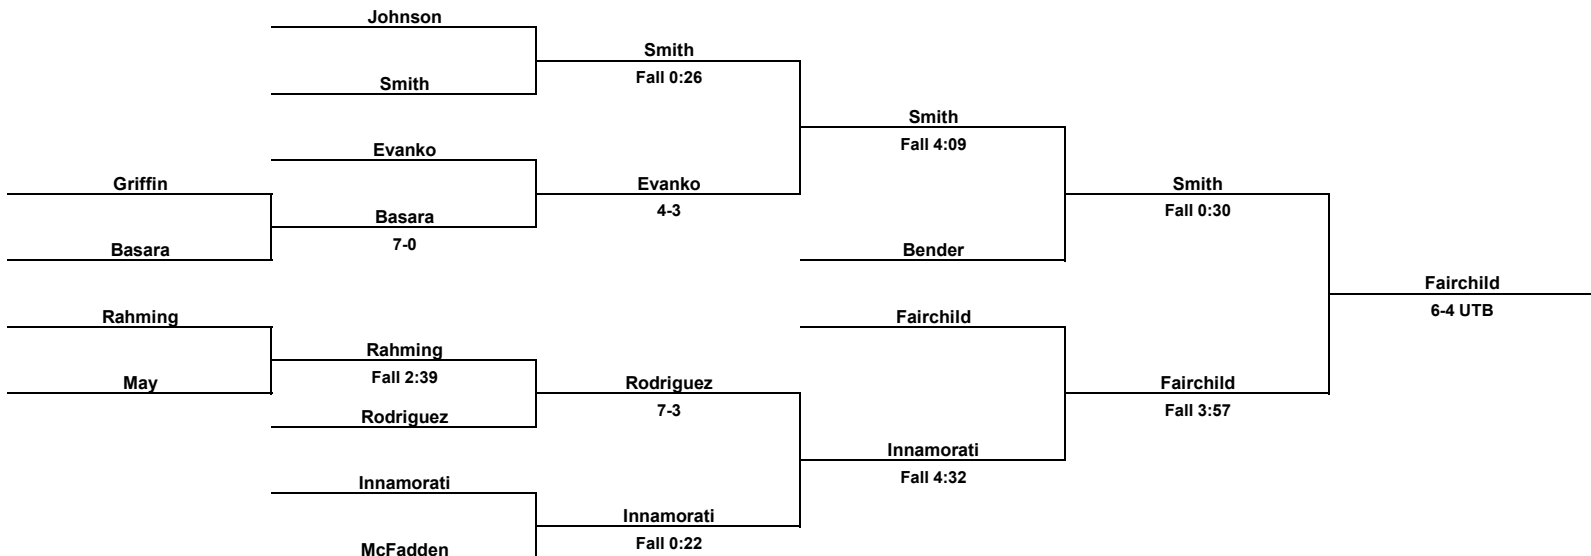 Johnson
Smith
Fall 0:26
Smith
Smith
Fall 4:09
Evanko
Griffin
Evanko
4-3
Smith
Fall 0:30
Basara
7-0
Basara
Bender
Fairchild
6-4 UTB
Rahming
Fairchild
Rahming
Fall 2:39
May
Rodriguez
7-3
Fairchild
Fall 3:57
Rodriguez
Innamorati
Fall 4:32
Innamorati
Innamorati
Fall 0:22
McFadden